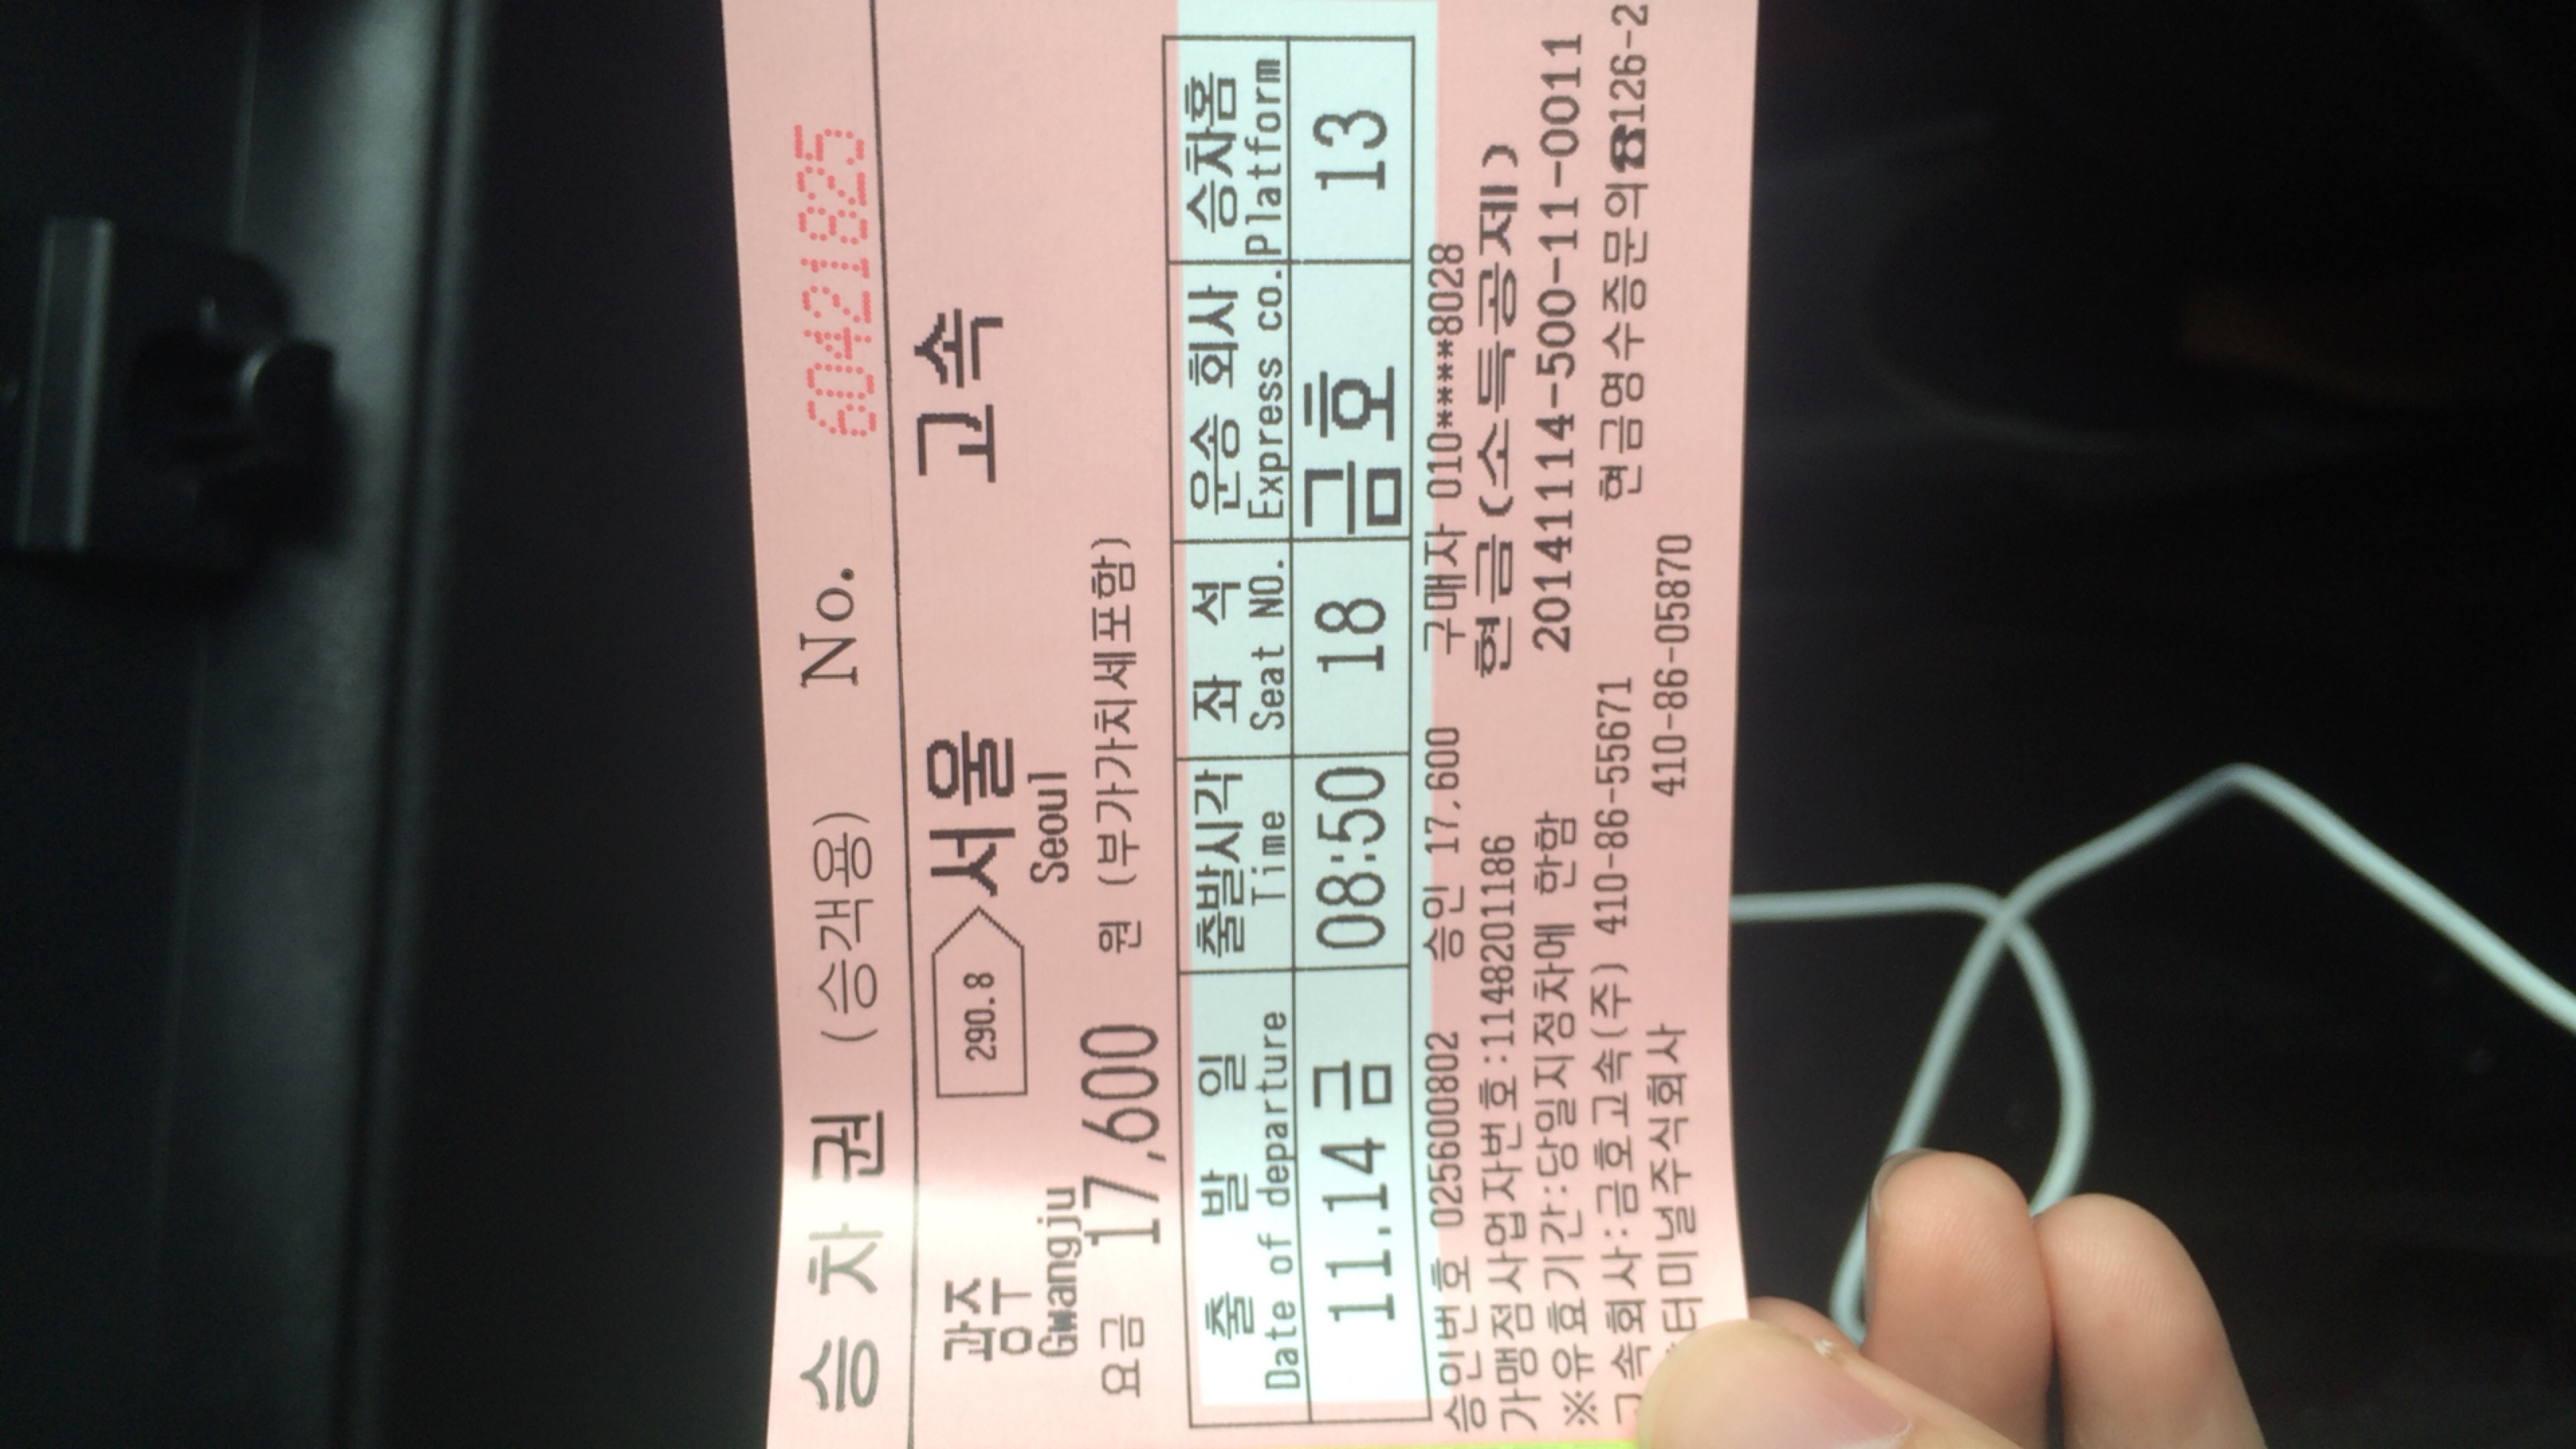 승 차 권 (승객용) No. 60421825
광주 290.8 서울 고속
Gwangju Seoul
요금 17,600 원 (부가가치세포함)
출 발 일 출발시각 좌 석 운송회사 승차홈
Date of departure Time Seat NO. Express co. Platform
11.14 금 08:50 18 금호 13
승인번호 025600802 승인 17,600 구매자 010****8028
가맹점사업자번호:1148201186 현금(소득공제)
※유효기간:당일지정차에 한함 20141114-500-11-0011
고속회사:금호고속(주) 410-86-55671 현금영수증문의☎126-2
터미널주식회사 410-86-05870